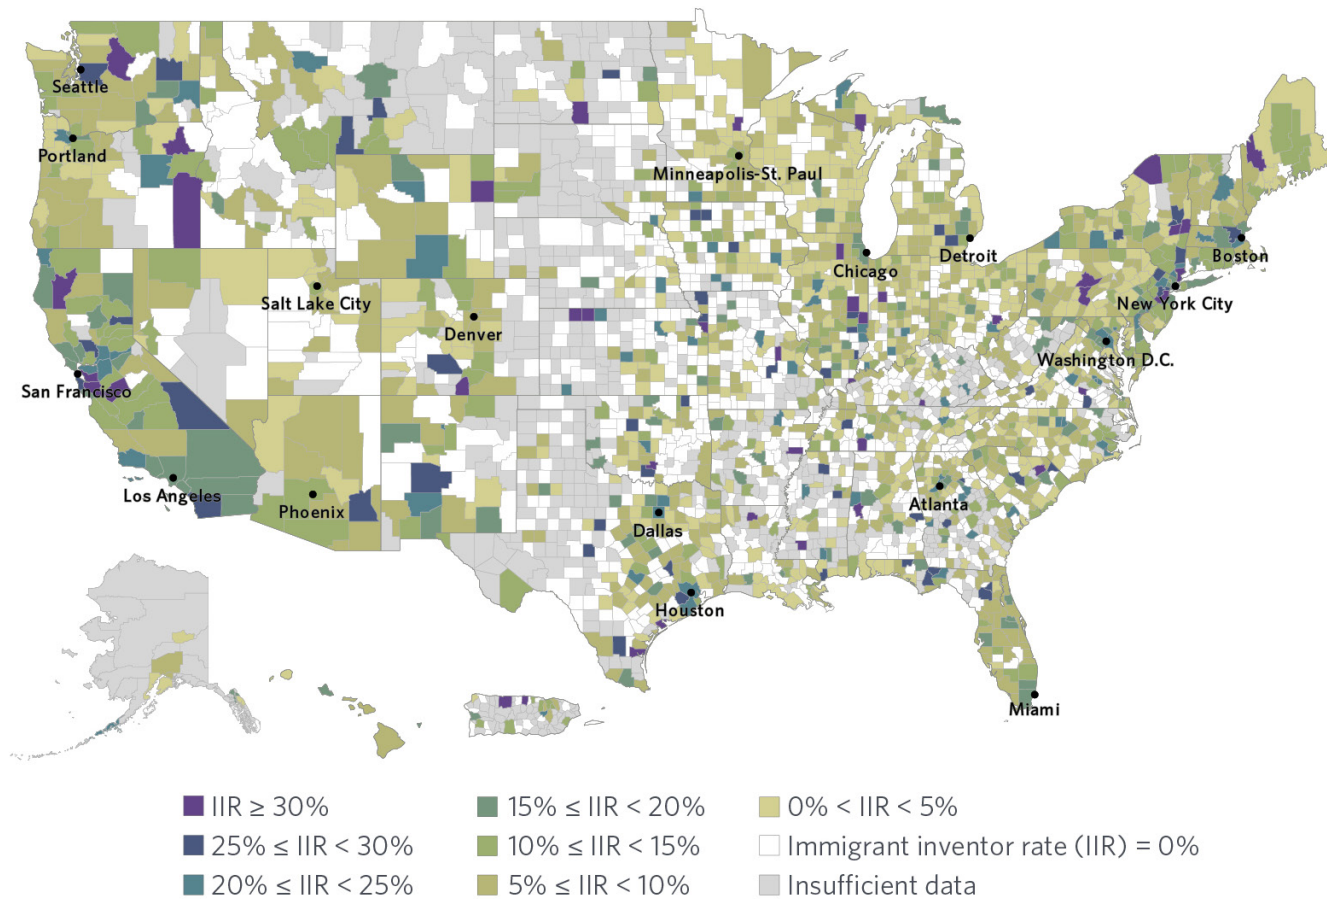 Seattle
Portland
Minneapolis-St. Paul
Boston
Detroit
Chicago
New York City
Salt Lake City
Denver
Washington D.C.
San Francisco
Los Angeles
Phoenix
Atlanta
Dallas
Houston
Miami
IIR ≥ 30%
15% ≤ IIR < 20%
0% < IIR < 5%
25% ≤ IIR < 30%
10% ≤ IIR < 15%
Immigrant inventor rate (IIR) = 0%
20% ≤ IIR < 25%
5% ≤ IIR < 10%
Insufficient data